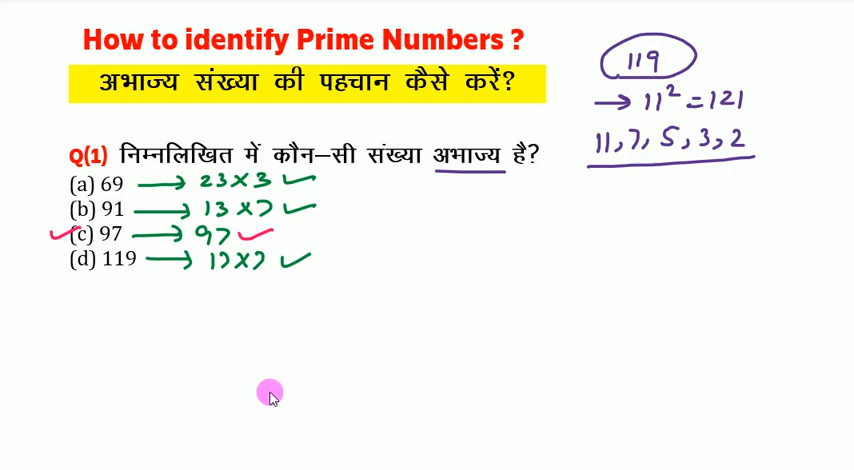 How to identify Prime Numbers ?
अभाज्य संख्या की पहचान कैसे करें?
Q(1) निम्नलिखित में कौन-सी संख्या अभाज्य है?
(a) 69 → 23×3 ✓
(b) 91 → 13×7 ✓
✓(c) 97 → 97 ✓
(d) 119 → 17×7 ✓
119
→ 11² = 121
11, 7, 5, 3, 2